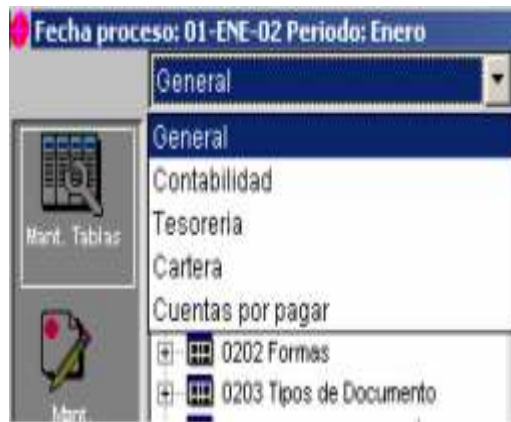 Fecha proceso: 01-ENE-02 Periodo: Enero
General
General
Contabilidad
Mant. Tablas
Tesoreria
Cartera
Cuentas por pagar
0202 Formas
0203 Tipos de Documento
Mant.